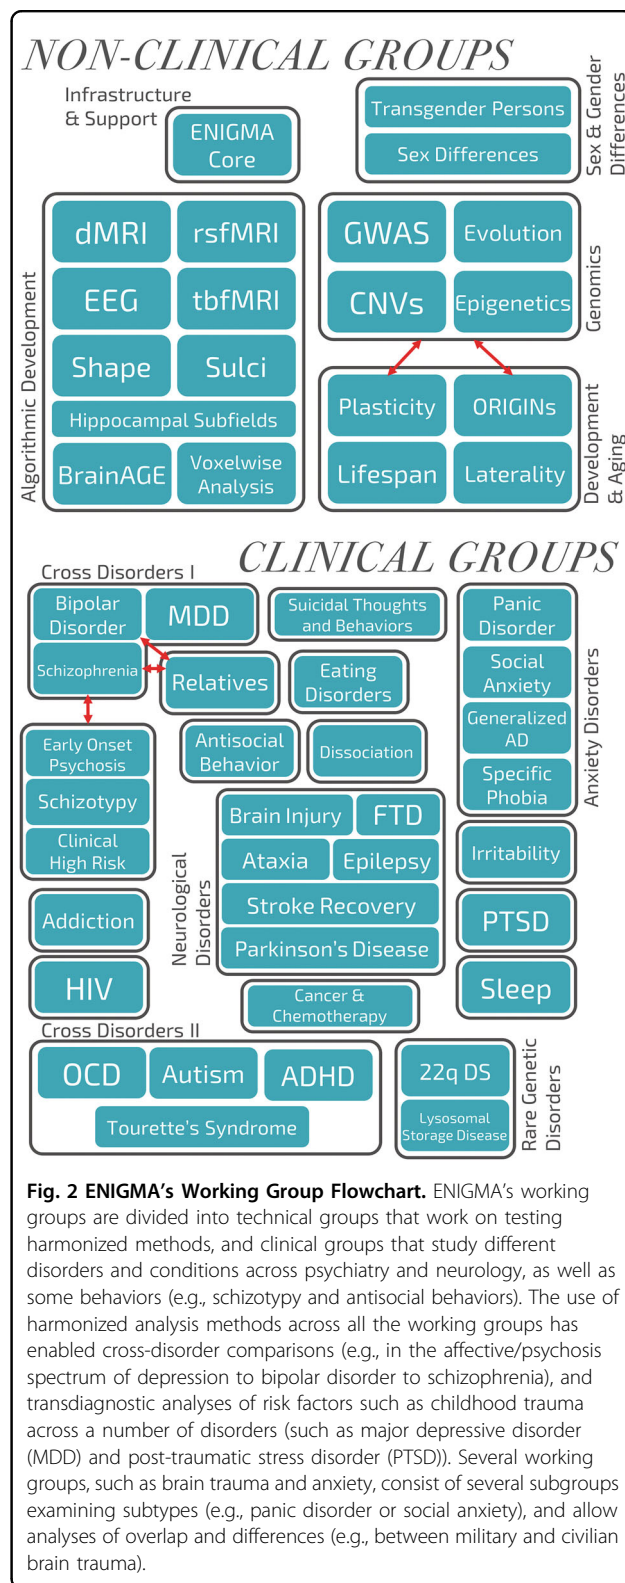 NON-CLINICAL GROUPS
Infrastructure
& Support
ENIGMA
Core
Transgender Persons
Sex Differences
Sex & Gender
Differences
Algorithmic Development
dMRI
rsfMRI
EEG
tbfMRI
Shape
Sulci
Hippocampal Subfields
BrainAGE
Voxelwise
Analysis
GWAS
Evolution
CNVs
Epigenetics
Genomics
Plasticity
ORIGINs
Lifespan
Laterality
Development
& Aging
CLINICAL GROUPS
Cross Disorders I
Bipolar
Disorder
MDD
Schizophrenia
Relatives
Suicidal Thoughts
and Behaviors
Eating
Disorders
Antisocial
Behavior
Dissociation
Panic
Disorder
Social
Anxiety
Generalized
AD
Specific
Phobia
Anxiety Disorders
Early Onset
Psychosis
Schizotypy
Clinical
High Risk
Neurological
Disorders
Brain Injury
FTD
Ataxia
Epilepsy
Stroke Recovery
Parkinson's Disease
Irritability
Addiction
PTSD
HIV
Sleep
Cancer &
Chemotherapy
Cross Disorders II
OCD
Autism
ADHD
Tourette's Syndrome
22q DS
Lysosomal
Storage Disease
Rare Genetic
Disorders
Fig. 2 ENIGMA's Working Group Flowchart. ENIGMA's working
groups are divided into technical groups that work on testing
harmonized methods, and clinical groups that study different
disorders and conditions across psychiatry and neurology, as well as
some behaviors (e.g., schizotypy and antisocial behaviors). The use of
harmonized analysis methods across all the working groups has
enabled cross-disorder comparisons (e.g., in the affective/psychosis
spectrum of depression to bipolar disorder to schizophrenia), and
transdiagnostic analyses of risk factors such as childhood trauma
across a number of disorders (such as major depressive disorder
(MDD) and post-traumatic stress disorder (PTSD)). Several working
groups, such as brain trauma and anxiety, consist of several subgroups
examining subtypes (e.g., panic disorder or social anxiety), and allow
analyses of overlap and differences (e.g., between military and civilian
brain trauma).